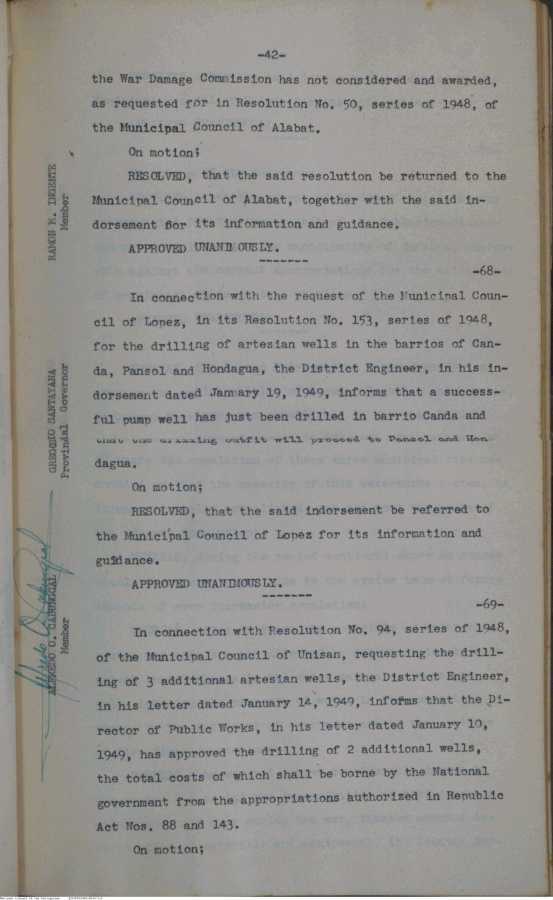 -42-
the War Damage Commission has not considered and awarded,
as requested for in Resolution No. 50, series of 1948, of
the Municipal Council of Alabat.
On motion;
RESOLVED, that the said resolution be returned to the
Municipal Council of Alabat, together with the said in-
dorsement for its information and guidance.
APPROVED UNANIMOUSLY.
-------
-68-
In connection with the request of the Municipal Coun-
cil of Lopez, in its Resolution No. 153, series of 1948,
for the drilling of artesian wells in the barrios of Can-
da, Pansol and Hondagua, the District Engineer, in his in-
dorsement dated January 19, 1949, informs that a success-
ful pump well has just been drilled in barrio Canda and
that the drilling outfit will proceed to Pansol and Hon
dagua.
On motion;
RESOLVED, that the said indorsement be referred to
the Municipal Council of Lopez for its information and
guidance.
APPROVED UNANIMOUSLY.
-------
-69-
In connection with Resolution No. 94, series of 1948,
of the Municipal Council of Unisan, requesting the drill-
ing of 3 additional artesian wells, the District Engineer,
in his letter dated January 14, 1949, informs that the Di-
rector of Public Works, in his letter dated January 10,
1949, has approved the drilling of 2 additional wells,
the total costs of which shall be borne by the National
government from the appropriations authorized in Republic
Act Nos. 88 and 143.
On motion;
RAMON K. INGENTE
Member
GREGORIO SANTAYANA
Provincial Governor
ALFREDO O.
Member